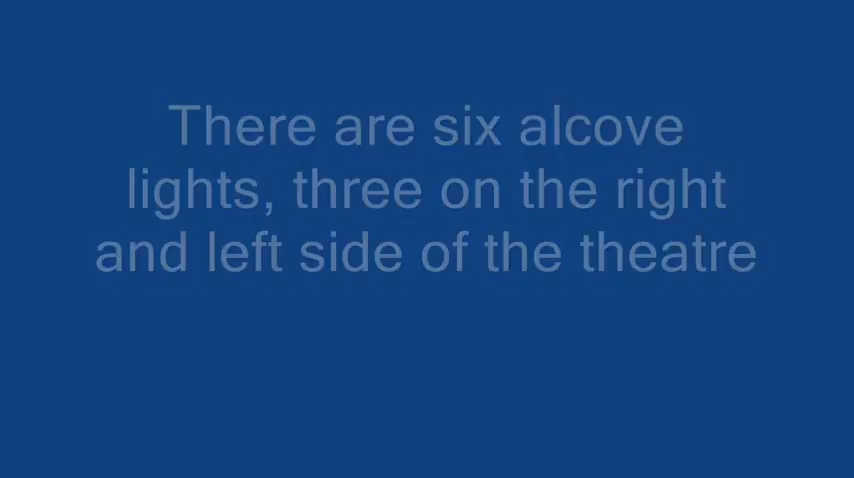 There are six alcove
lights, three on the right
and left side of the theatre